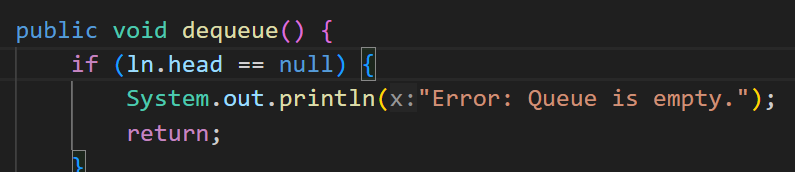 public void dequeue() {
    if (ln.head == null) {
        System.out.println(x:"Error: Queue is empty.");
        return;
    }